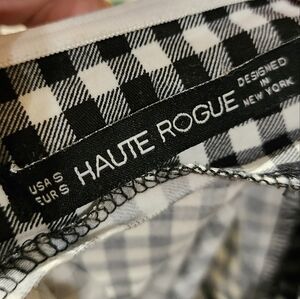 USA S
EUR S
HAUTE ROGUE
DESIGNED
IN
NEW YORK